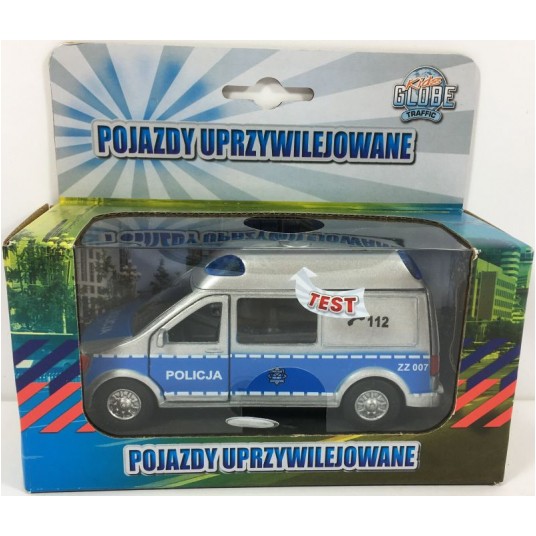 Kids
GLOBE
TRAFFIC
POJAZDY UPRZYWILEJOWANE
TEST
112
ZZ 007
POLICJA
POJAZDY UPRZYWILEJOWANE